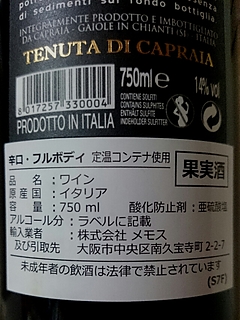 di sedimenti sul fondo bottiglia
INTEGRALMENTE PRODOTTO E IMBOTTIGLIATO
DA CAPRAIA - GAIOLE IN CHIANTI (SI - ITALIA
TENUTA DI CAPRAIA
750ml e 14% vol
CONTIENE SOLFITI
CONTAINS SULPHITES
ENTHÄLT SULFITE
INDEHOLDER SULFITTER
8 017257 330004
PRODOTTO IN ITALIA
辛口・フルボディ 定温コンテナ使用
果実酒
品名：ワイン
原産国：イタリア
容量：750 ml 酸化防止剤：亜硫酸塩
アルコール分：ラベルに記載
輸入業者：株式会社 メモス
及び引取先 大阪市中央区南久宝寺町 2-2-7
未成年者の飲酒は法律で禁止されています
(S7F)